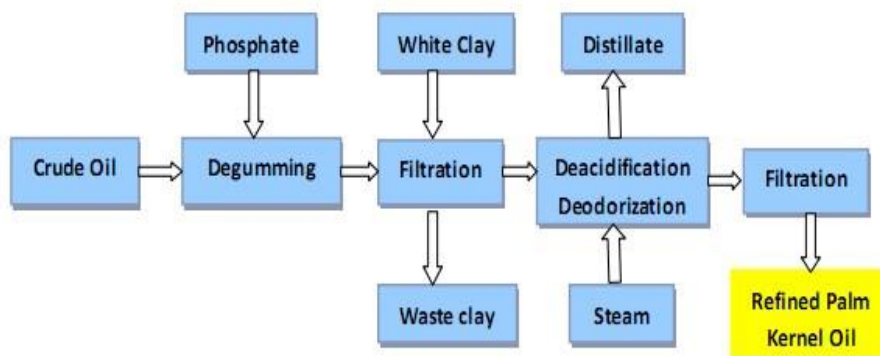 Phosphate
White Clay
Distillate
Crude Oil
Degumming
Filtration
Deacidification
Deodorization
Filtration
Waste clay
Steam
Refined Palm
Kernel Oil